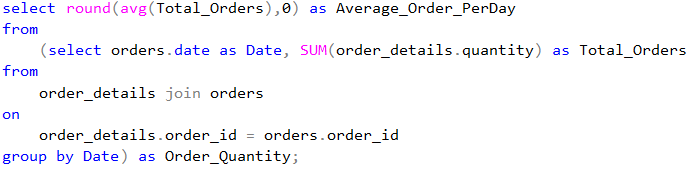 select round(avg(Total_Orders),0) as Average_Order_PerDay
from
(select orders.date as Date, SUM(order_details.quantity) as Total_Orders
from
order_details join orders
on
order_details.order_id = orders.order_id
group by Date) as Order_Quantity;